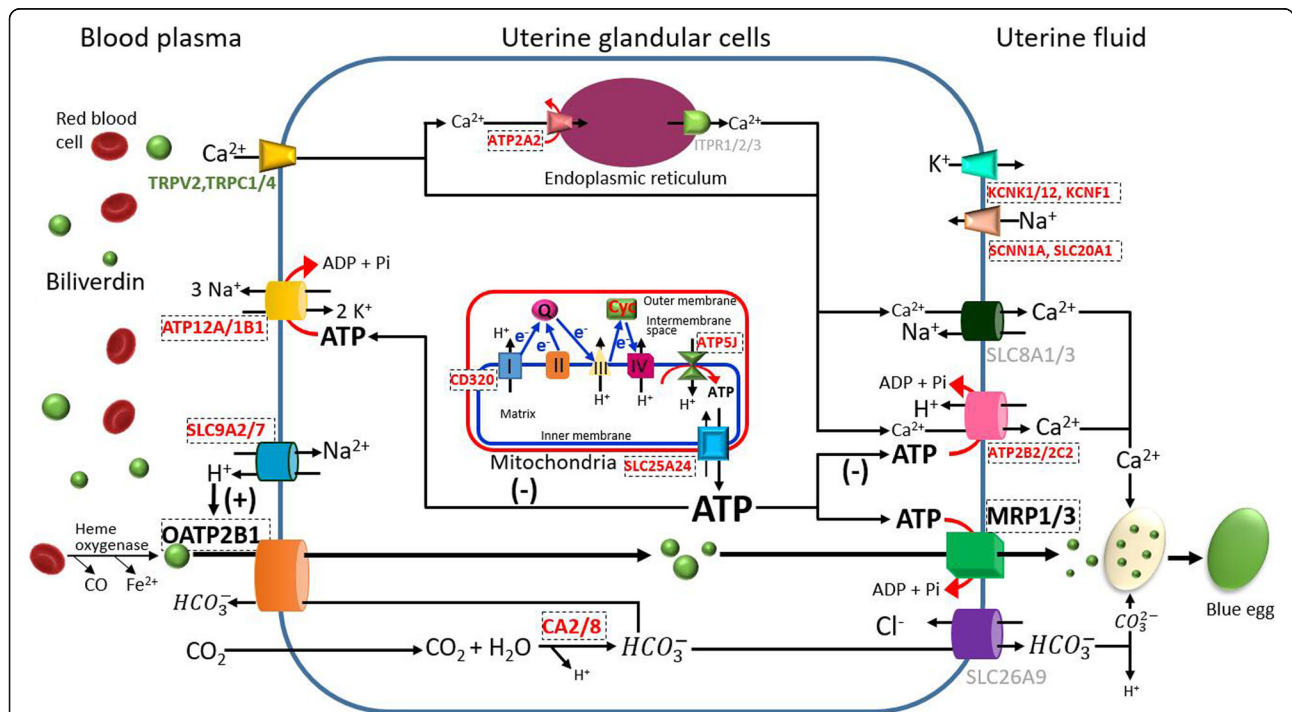 Blood plasma
Uterine glandular cells
Uterine fluid
Red blood
cell
Ca²⁺
TRPV2,TRPC1/4
Biliverdin
Ca²⁺
ATP2A2
Ca²⁺
ITPR1/2/3
Endoplasmic reticulum
K⁺
KCNK1/12, KCNF1
Na⁺
SCNN1A, SLC20A1
ADP + Pi
3 Na⁺
2 K⁺
ATP12A/1B1
ATP
Outer membrane
Intermembrane
space
Q
Cyc
ATP5J
H⁺
e⁻
e⁻
e⁻
e⁻
I
II
III
IV
CD320
H⁺
H⁺
H⁺
ATP
Matrix
Inner membrane
Mitochondria
SLC25A24
Ca²⁺
Na⁺
Ca²⁺
SLC8A1/3
ADP + Pi
H⁺
Ca²⁺
Ca²⁺
ATP
ATP2B2/2C2
Ca²⁺
SLC9A2/7
Na²⁺
H⁺
(+)
(-)
(-)
ATP
ATP
MRP1/3
OATP2B1
Heme
oxygenase
CO
Fe²⁺
ADP + Pi
Blue egg
HCO₃⁻
CO₂
CO₂ + H₂O
CA2/8
H⁺
HCO₃⁻
Cl⁻
HCO₃⁻
SLC26A9
CO₃²⁻
H⁺